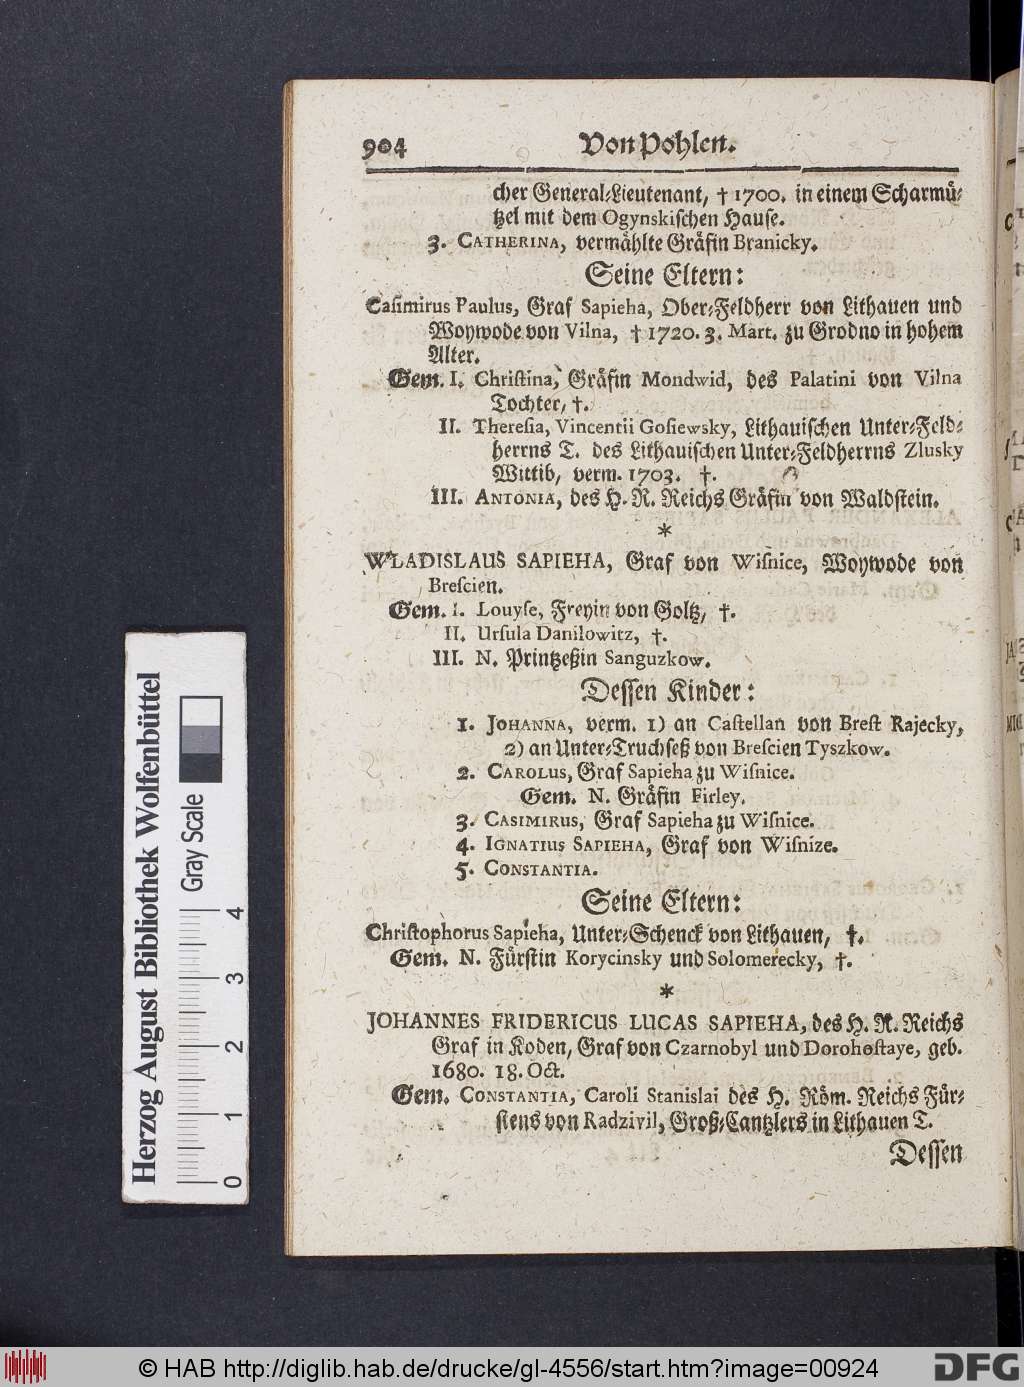 904 Von Pohlen.
cher General-Lieutenant, † 1700. in einem Scharmü-
tzel mit dem Ogynskischen Hause.
3. CATHERINA, vermählte Gräfin Branicky.
Seine Eltern:
Casimirus Paulus, Graf Sapieha, Ober-Feldherr von Lithauen und
Woywode von Vilna, † 1720. 3. Mart. zu Grodno in hohem
Alter.
Gem. I. Christina, Gräfin Mondwid, des Palatini von Vilna
Tochter, †.
II. Theresia, Vincentii Gosiewsky, Lithauischen Unter-Feld-
herrns T. des Lithauischen Unter-Feldherrns Zlusky
Wittib, verm. 1703. †.
III. ANTONIA, des H. R. Reichs Gräfin von Waldstein.
*
WLADISLAUS SAPIEHA, Graf von Wiſnice, Woywode von
Breſcien.
Gem. I. Louyſe, Freyin von Goltz, †.
II. Urſula Danilowitz, †.
III. N. Printzeßin Sanguzkow.
Deſſen Kinder:
1. JOHANNA, verm. 1) an Caſtellan von Breſt Rajecky,
2) an Unter-Truchſeß von Breſcien Tyszkow.
2. CAROLUS, Graf Sapieha zu Wiſnice.
Gem. N. Gräfin Firley.
3. CASIMIRUS, Graf Sapieha zu Wiſnice.
4. IGNATIUS SAPIEHA, Graf von Wiſnize.
5. CONSTANTIA.
Seine Eltern:
Chriſtophorus Sapieha, Unter-Schenck von Lithauen, †.
Gem. N. Fürſtin Korycinsky und Solomerecky, †.
*
JOHANNES FRIDERICUS LUCAS SAPIEHA, des H. R. Reichs
Graf in Koden, Graf von Czarnobyl und Dorohoſtaye, geb.
1680. 18. Oct.
Gem. CONSTANTIA, Caroli Stanislai des H. Röm. Reichs Für-
ſtens von Radzivil, Groß-Cantzlers in Lithauen T.
Deſſen
Herzog August Bibliothek Wolfenbüttel
Gray Scale
0 1 2 3 4
© HAB http://diglib.hab.de/drucke/gl-4556/start.htm?image=00924
DFG